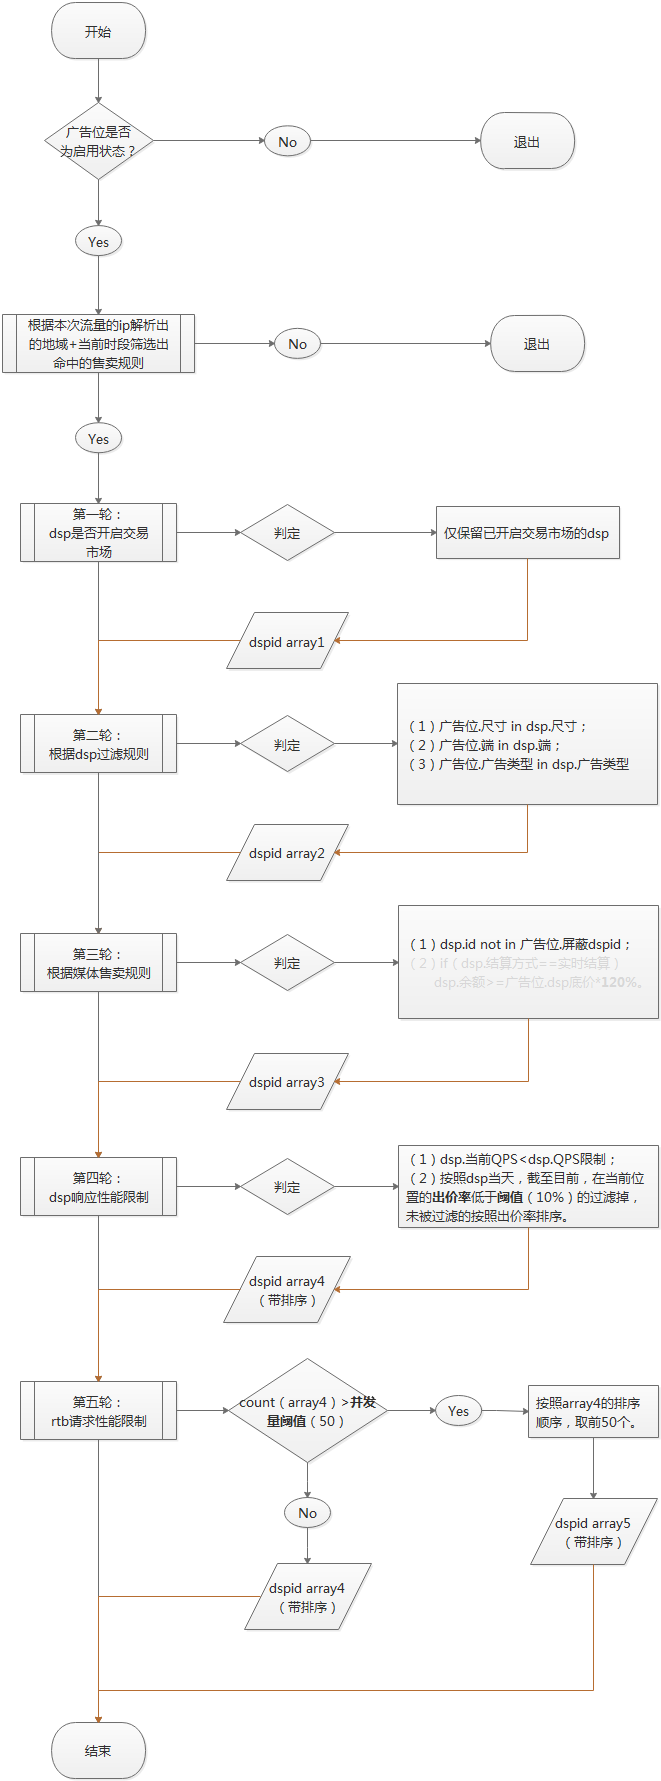 开始
广告位是否
为启用状态？
No
退出
Yes
根据本次流量的ip解析出
的地域+当前时段筛选出
命中的售卖规则
No
退出
Yes
第一轮：
dsp是否开启交易
市场
判定
仅保留已开启交易市场的dsp
dspid array1
第二轮：
根据dsp过滤规则
判定
（1）广告位.尺寸 in dsp.尺寸；
（2）广告位.端 in dsp.端；
（3）广告位.广告类型 in dsp.广告类型
dspid array2
第三轮：
根据媒体售卖规则
判定
（1）dsp.id not in 广告位.屏蔽dspid；
（2）if（dsp.结算方式==实时结算）
dsp.余额>=广告位.dsp底价*120%。
dspid array3
第四轮：
dsp响应性能限制
判定
（1）dsp.当前QPS<dsp.QPS限制；
（2）按照dsp当天，截至目前，在当前位
置的出价率低于阈值（10%）的过滤掉，
未被过滤的按照出价率排序。
dspid array4
（带排序）
第五轮：
rtb请求性能限制
count（array4）>并发
量阈值（50）
Yes
按照array4的排序
顺序，取前50个。
No
dspid array5
（带排序）
dspid array4
（带排序）
结束